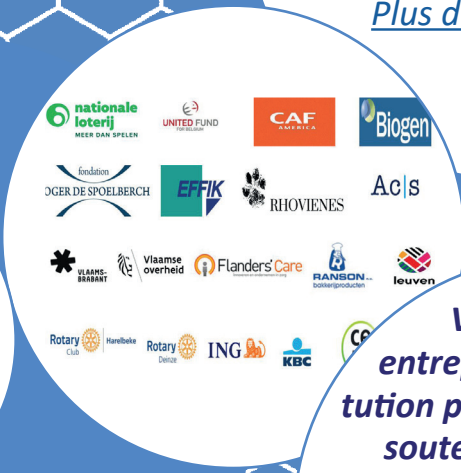 Plus d
nationale
loterij
MEER DAN SPELEN
UNITED FUND
FOR BELGIUM
CAF
AMERICA
Biogen
fondation
OGER DE SPOELBERCH
EFFIK
RHOVIENES
Ac|s
VLAAMS-
BRABANT
Vlaamse
overheid
Flanders' Care
RANSON
bakkerijproducten
leuven
Rotary
Club
Harelbeke
Rotary
Deinze
ING
KBC
ce
V
entrep
tution p
soute